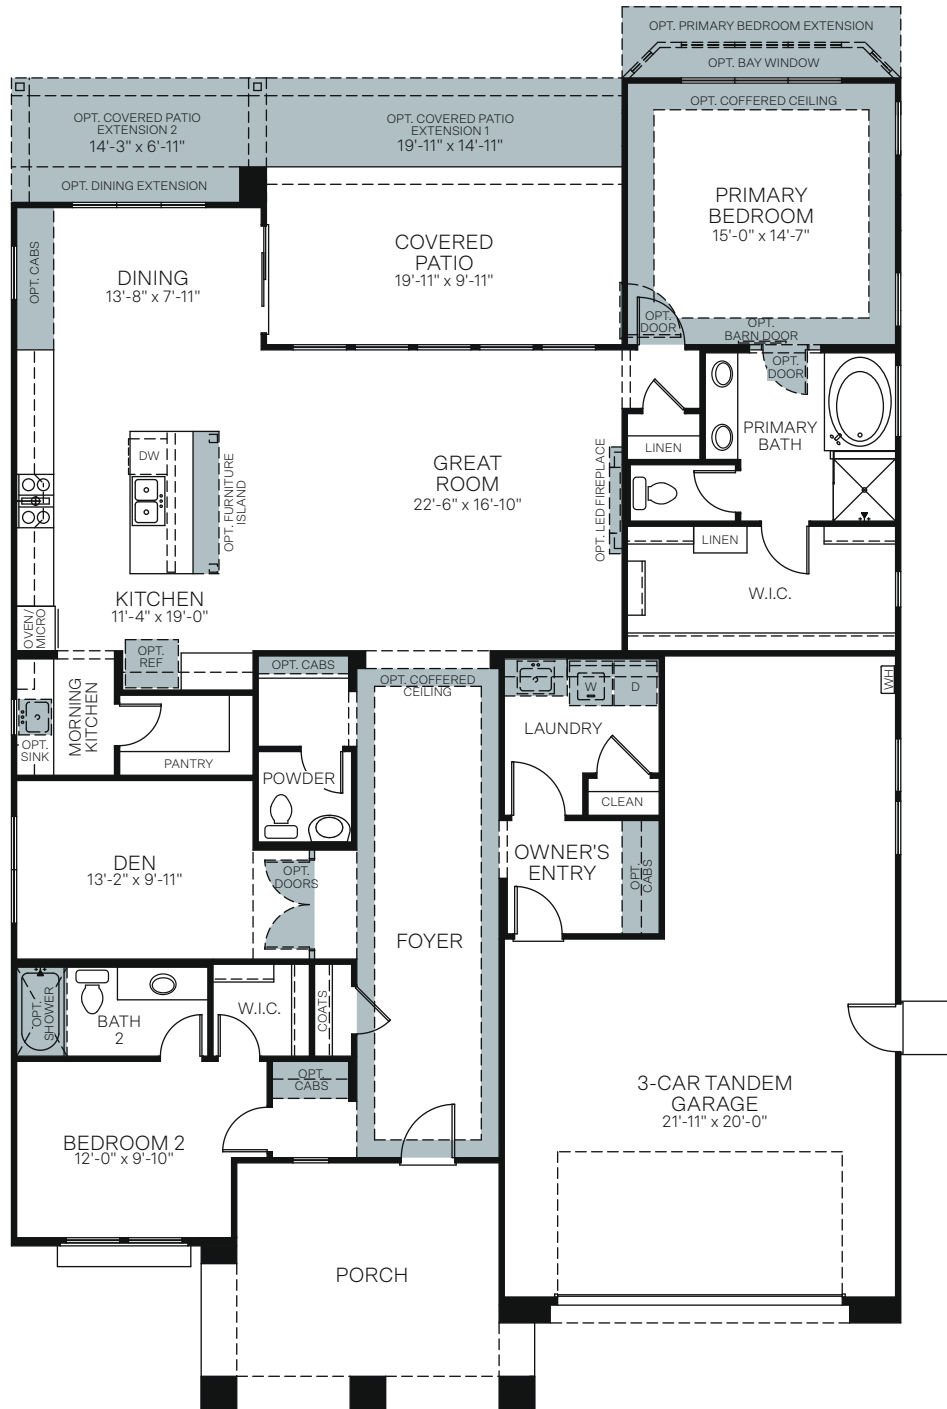 OPT. PRIMARY BEDROOM EXTENSION
OPT. BAY WINDOW
OPT. COFFERED CEILING
OPT. COVERED PATIO
EXTENSION 2
14'-3" x 6'-11"
OPT. COVERED PATIO
EXTENSION 1
19'-11" x 14'-11"
OPT. DINING EXTENSION
PRIMARY
BEDROOM
15'-0" x 14'-7"
OPT. CABS
DINING
13'-8" x 7'-11"
COVERED
PATIO
19'-11" x 9'-11"
OPT.
DOOR
OPT.
BARN DOOR
OPT.
DOOR
PRIMARY
BATH
LINEN
DW
OPT. FURNITURE
ISLAND
GREAT
ROOM
22'-6" x 16'-10"
OPT. LED FIREPLACE
LINEN
W.I.C.
KITCHEN
11'-4" x 19'-0"
OVEN/
MICRO
OPT.
REF
OPT. CABS
OPT. COFFERED
CEILING
W
D
WH
MORNING
KITCHEN
OPT.
SINK
PANTRY
LAUNDRY
POWDER
CLEAN
DEN
13'-2" x 9'-11"
OPT.
DOORS
OWNER'S
ENTRY
OPT.
CABS
FOYER
OPT.
SHOWER
BATH
2
W.I.C.
COATS
OPT.
CABS
3-CAR TANDEM
GARAGE
21'-11" x 20'-0"
BEDROOM 2
12'-0" x 9'-10"
PORCH